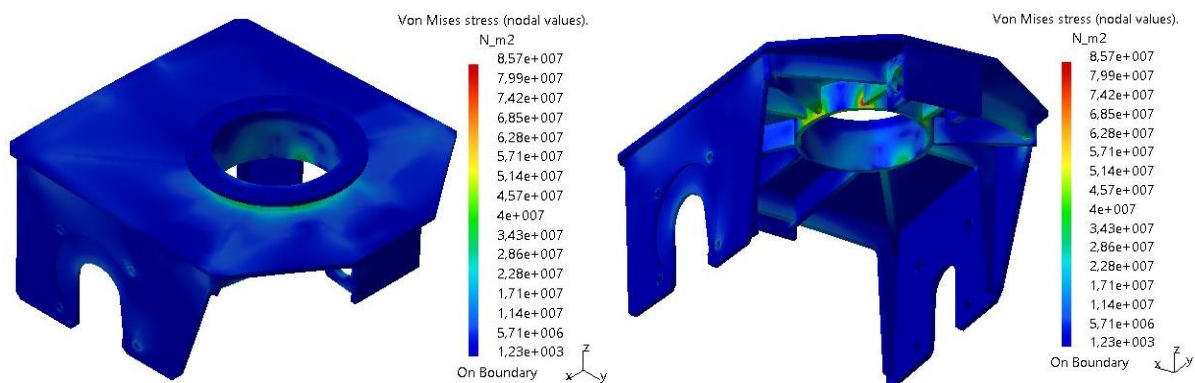 Von Mises stress (nodal values).
N_m2
8,57e+007
7,99e+007
7,42e+007
6,85e+007
6,28e+007
5,71e+007
5,14e+007
4,57e+007
4e+007
3,43e+007
2,86e+007
2,28e+007
1,71e+007
1,14e+007
5,71e+006
1,23e+003
On Boundary
z
x
y
Von Mises stress (nodal values).
N_m2
8,57e+007
7,99e+007
7,42e+007
6,85e+007
6,28e+007
5,71e+007
5,14e+007
4,57e+007
4e+007
3,43e+007
2,86e+007
2,28e+007
1,71e+007
1,14e+007
5,71e+006
1,23e+003
On Boundary
z
x
y